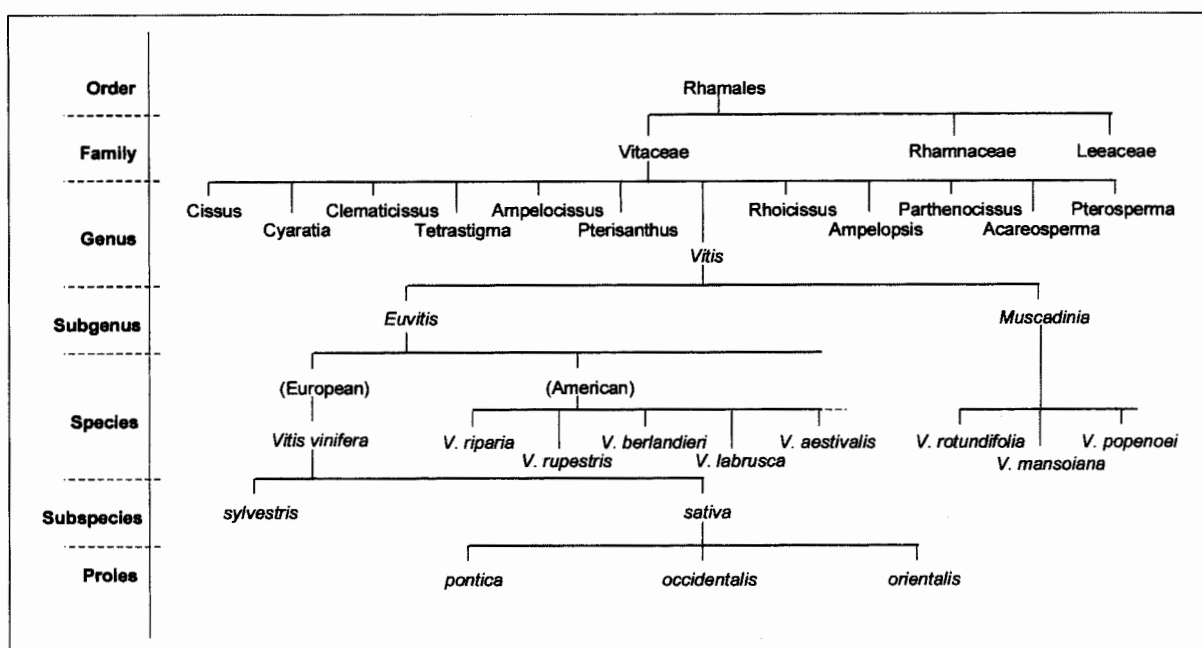 Order Rhamales
Family Vitaceae Rhamnaceae Leeaceae
Genus
Cissus Clematicissus Ampelocissus Rhoicissus Parthenocissus Pterosperma
Cyaratia Tetrastigma Pterisanthus Ampelopsis Acareosperma
Vitis
Subgenus Euvitis Muscadinia
(European) (American)
Species
Vitis vinifera V. riparia V. berlandieri V. aestivalis V. rotundifolia V. popenoei
V. rupestris V. labrusca V. mansoiana
Subspecies sylvestris sativa
Proles pontica occidentalis orientalis